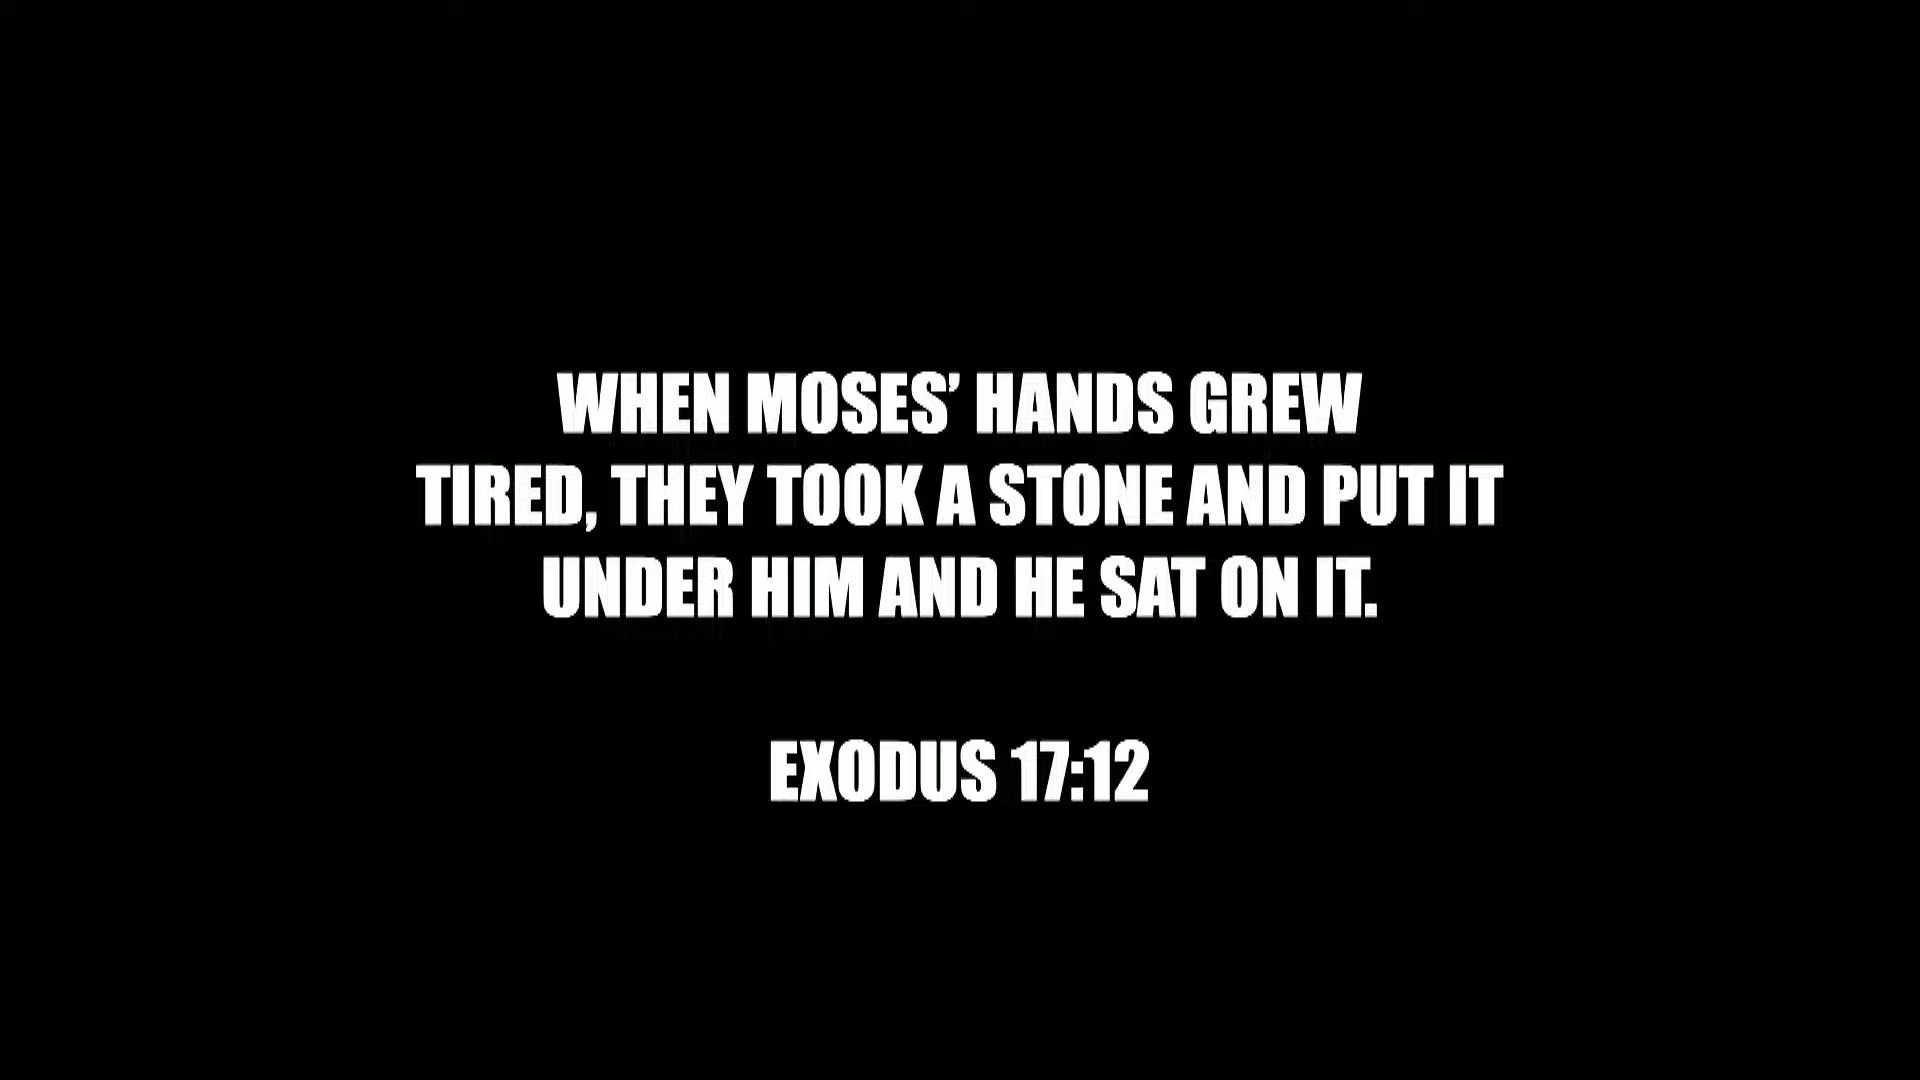 WHEN MOSES’ HANDS GREW
TIRED, THEY TOOK A STONE AND PUT IT
UNDER HIM AND HE SAT ON IT.
EXODUS 17:12